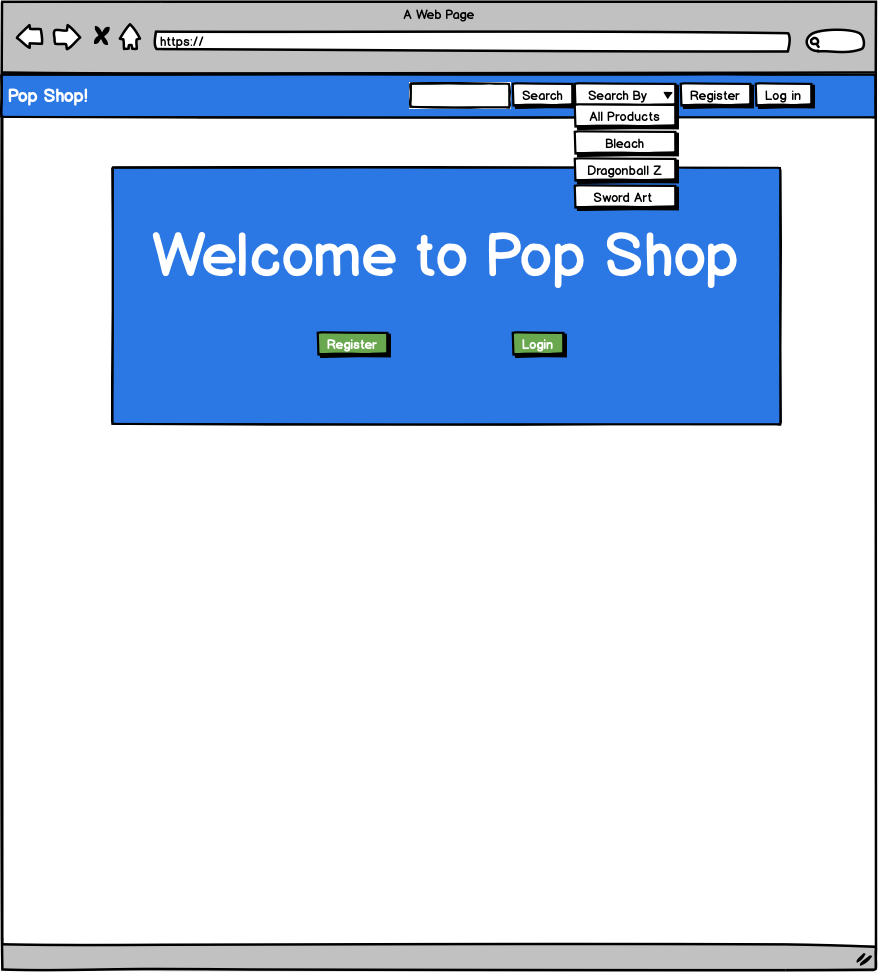 A Web Page
https://
Pop Shop!
Search
Search By
Register
Log in
All Products
Bleach
Dragonball Z
Sword Art
Welcome to Pop Shop
Register
Login